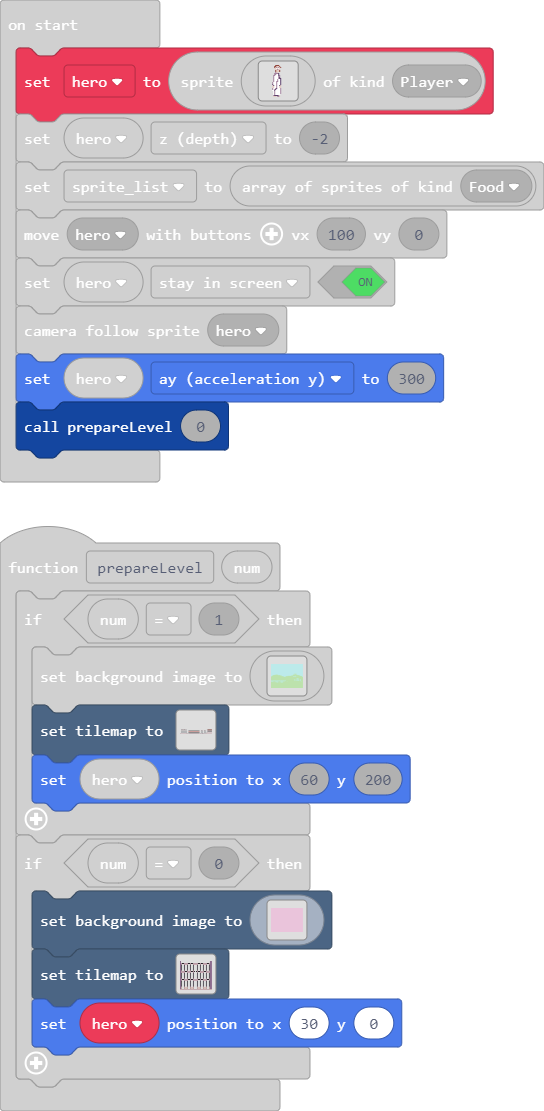 on start
set hero to sprite of kind Player
set hero z (depth) to -2
set sprite_list to array of sprites of kind Food
move hero with buttons vx 100 vy 0
set hero stay in screen ON
camera follow sprite hero
set hero ay (acceleration y) to 300
call prepareLevel 0
function prepareLevel num
if num = 1 then
set background image to
set tilemap to
set hero position to x 60 y 200
if num = 0 then
set background image to
set tilemap to
set hero position to x 30 y 0